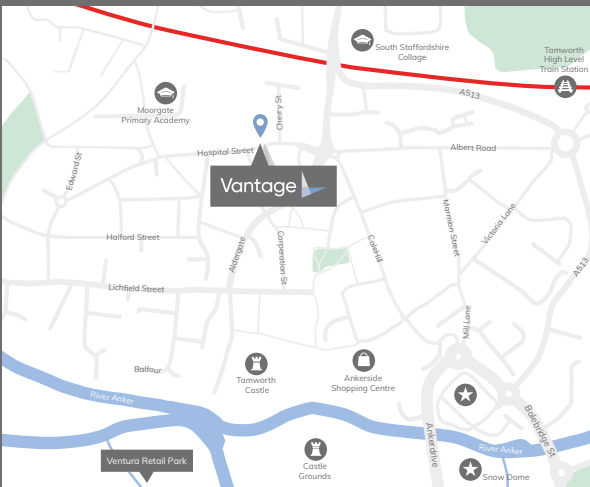 South Staffordshire
Collage
Tamworth
High Level
Train Station
A513
Moorgate
Primary Academy
Cherry St
Hospital Street
Albert Road
Edward St
Vantage
Marmion Street
Victoria Lane
Halford Street
Aldergate
Corporation St
ColeHill
A513
Lichfield Street
Mill Lane
Balfour
Tamworth
Castle
Ankerside
Shopping Centre
River Anker
Bolebridge St
Ankerdrive
River Anker
Ventura Retail Park
Castle
Grounds
Snow Dome